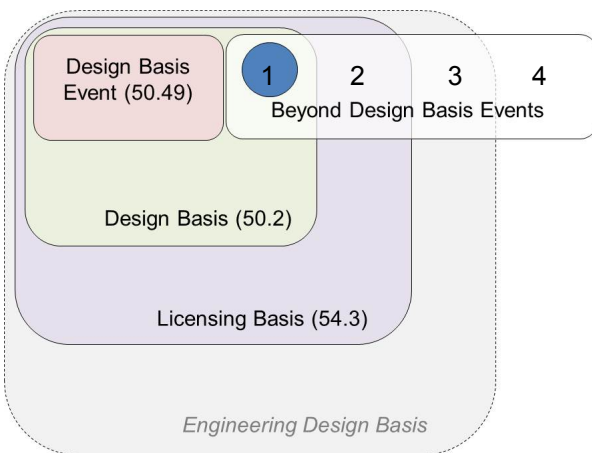 Design Basis
Event (50.49)
1 2 3 4
Beyond Design Basis Events
Design Basis (50.2)
Licensing Basis (54.3)
Engineering Design Basis